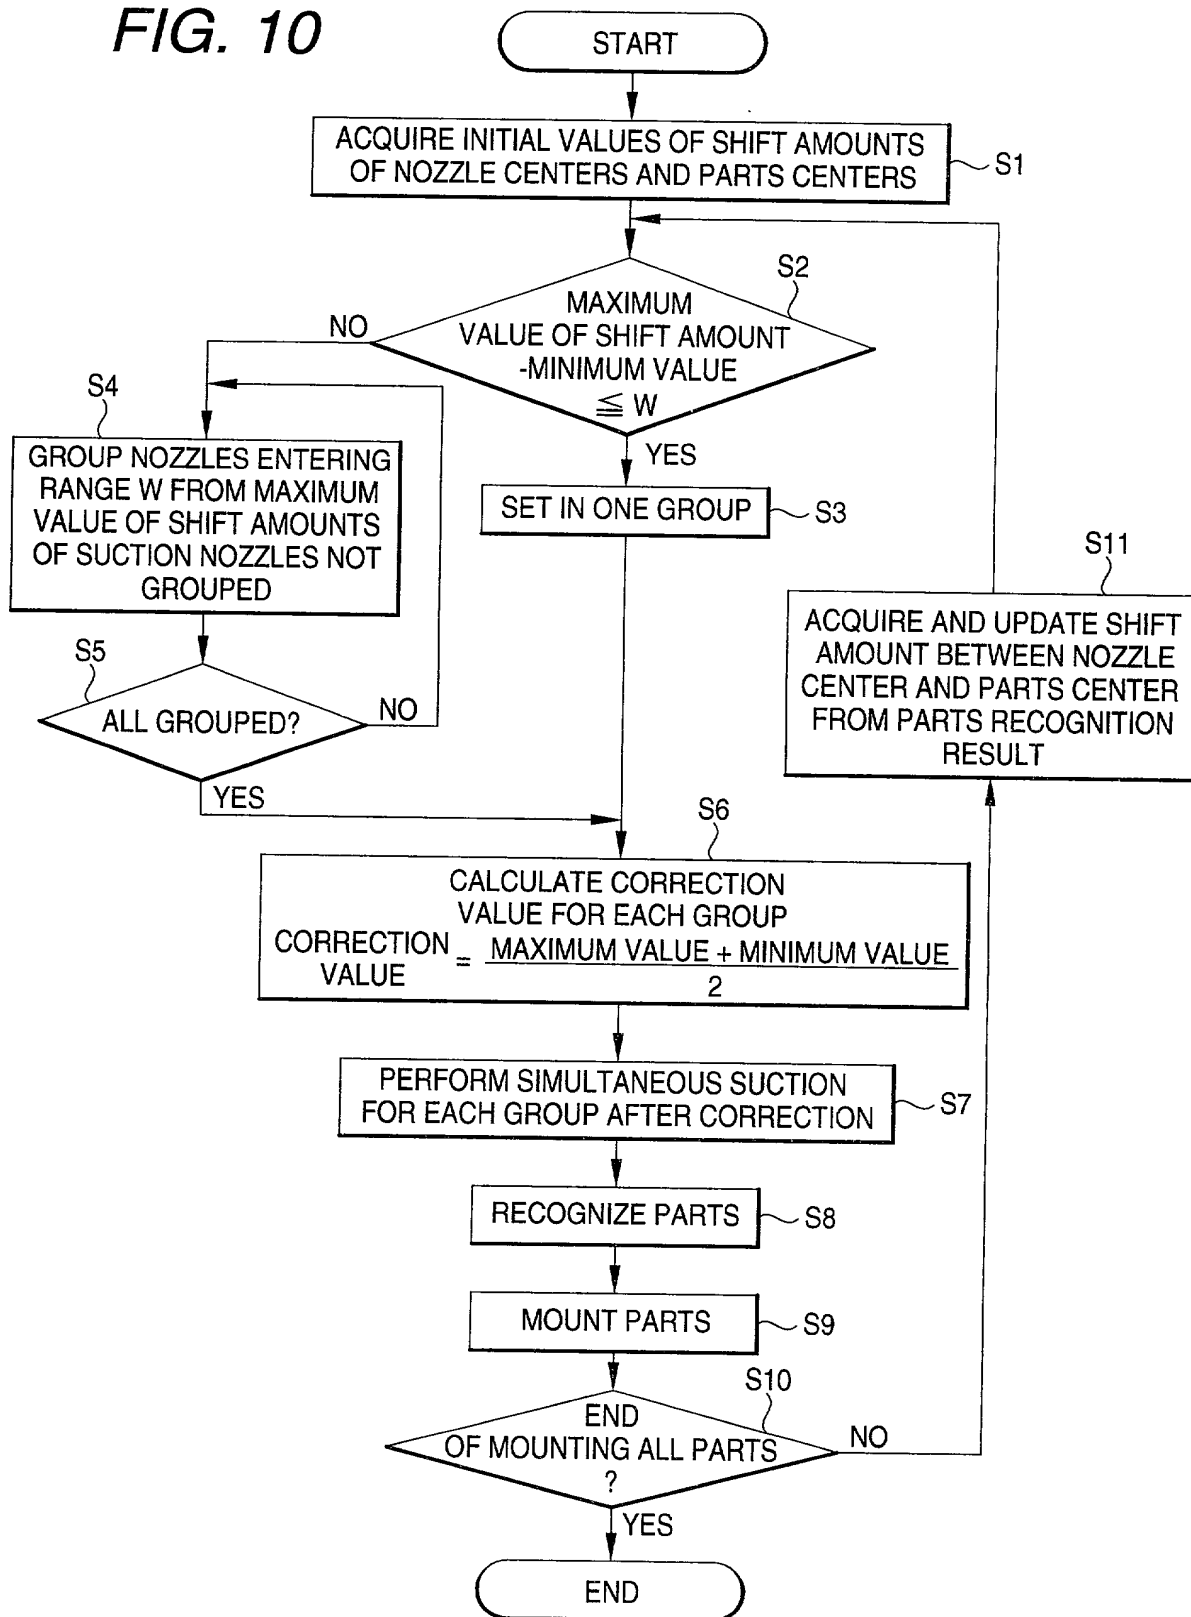 FIG. 10
START
ACQUIRE INITIAL VALUES OF SHIFT AMOUNTS
OF NOZZLE CENTERS AND PARTS CENTERS
S1
S2
MAXIMUM
VALUE OF SHIFT AMOUNT
-MINIMUM VALUE
≦ W
NO
YES
S4
GROUP NOZZLES ENTERING
RANGE W FROM MAXIMUM
VALUE OF SHIFT AMOUNTS
OF SUCTION NOZZLES NOT
GROUPED
SET IN ONE GROUP
S3
S5
ALL GROUPED?
NO
YES
S11
ACQUIRE AND UPDATE SHIFT
AMOUNT BETWEEN NOZZLE
CENTER AND PARTS CENTER
FROM PARTS RECOGNITION
RESULT
S6
CALCULATE CORRECTION
VALUE FOR EACH GROUP
CORRECTION
VALUE
=
MAXIMUM VALUE + MINIMUM VALUE
2
PERFORM SIMULTANEOUS SUCTION
FOR EACH GROUP AFTER CORRECTION
S7
RECOGNIZE PARTS
S8
MOUNT PARTS
S9
S10
END
OF MOUNTING ALL PARTS
?
NO
YES
END